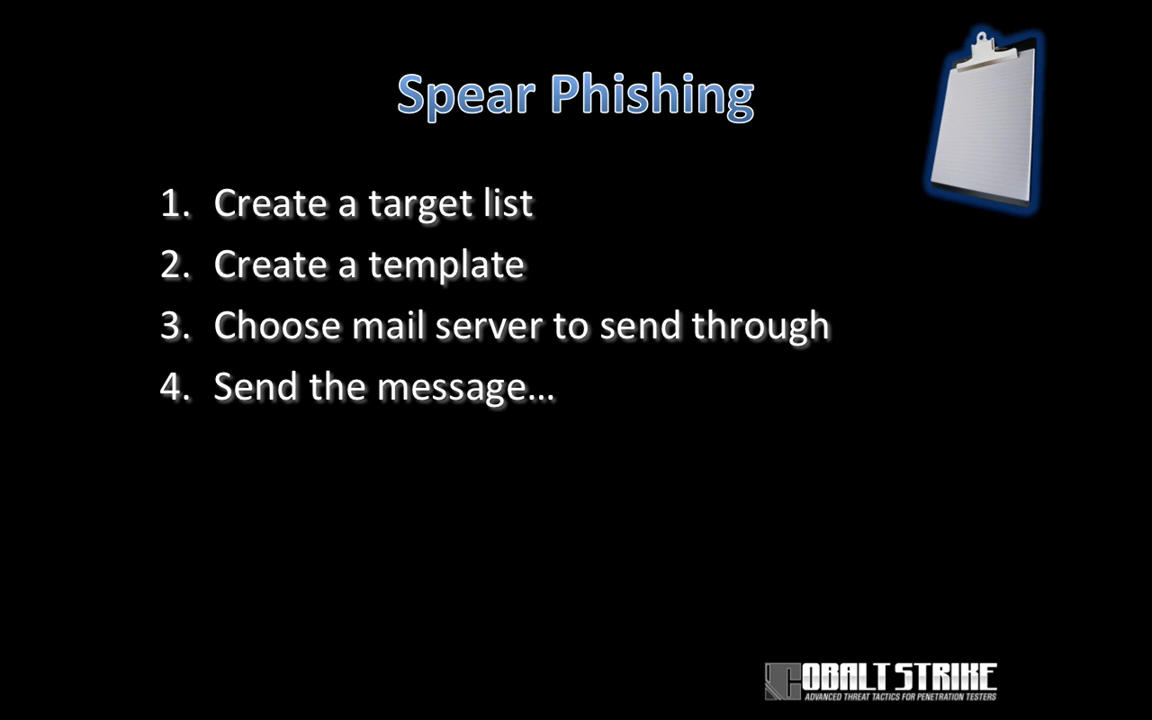 Spear Phishing
1. Create a target list
2. Create a template
3. Choose mail server to send through
4. Send the message…
COBALT STRIKE
ADVANCED THREAT TACTICS FOR PENETRATION TESTERS